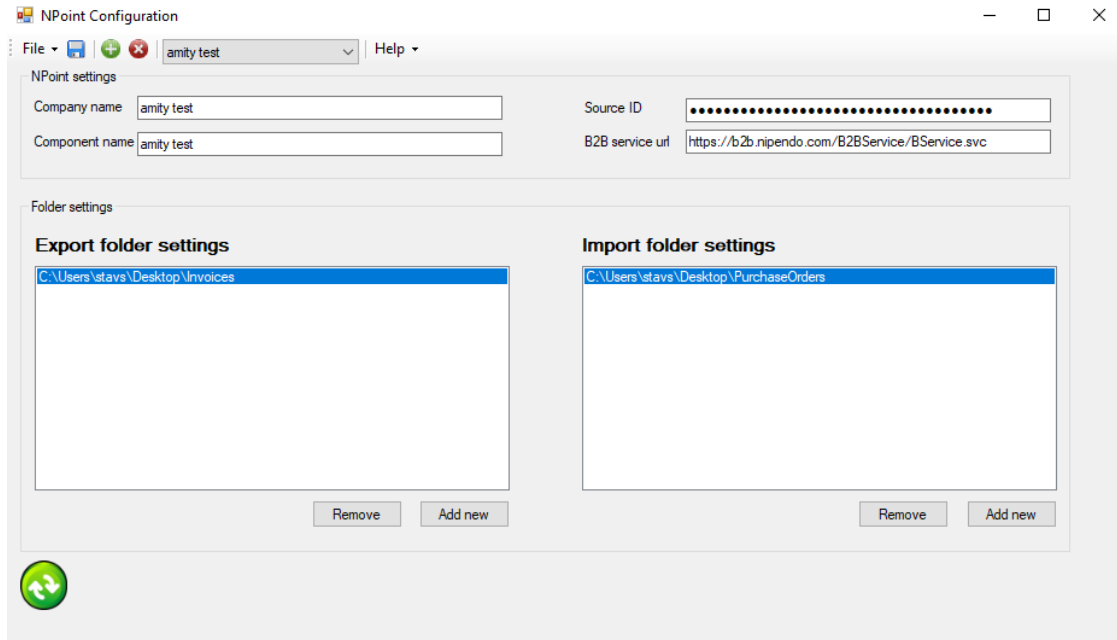 NPoint Configuration
File
amity test
Help
NPoint settings
Company name amity test
Source ID ●●●●●●●●●●●●●●●●●●●●●●●●●●●●●●●●●●●●
Component name amity test
B2B service url https://b2b.nipendo.com/B2BService/BService.svc
Folder settings
Export folder settings
Import folder settings
C:\Users\stavs\Desktop\Invoices
C:\Users\stavs\Desktop\PurchaseOrders
Remove Add new
Remove Add new